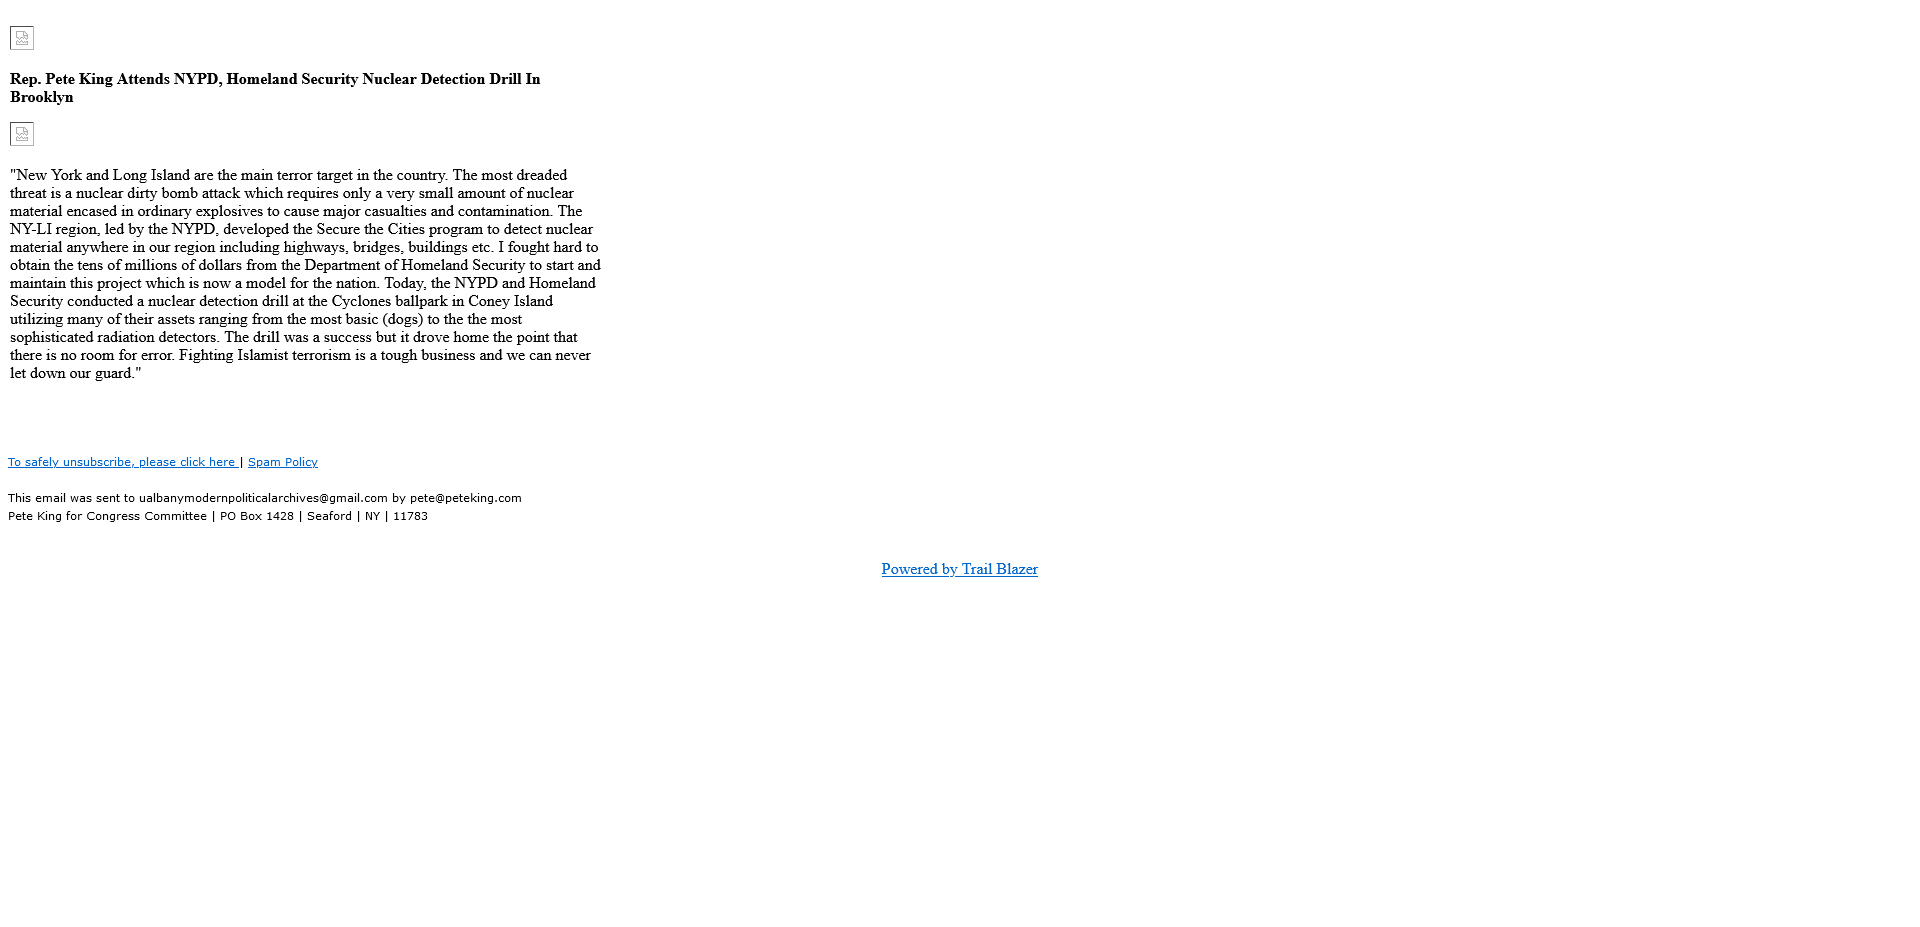 Rep. Pete King Attends NYPD, Homeland Security Nuclear Detection Drill In
Brooklyn
"New York and Long Island are the main terror target in the country. The most dreaded
threat is a nuclear dirty bomb attack which requires only a very small amount of nuclear
material encased in ordinary explosives to cause major casualties and contamination. The
NY-LI region, led by the NYPD, developed the Secure the Cities program to detect nuclear
material anywhere in our region including highways, bridges, buildings etc. I fought hard to
obtain the tens of millions of dollars from the Department of Homeland Security to start and
maintain this project which is now a model for the nation. Today, the NYPD and Homeland
Security conducted a nuclear detection drill at the Cyclones ballpark in Coney Island
utilizing many of their assets ranging from the most basic (dogs) to the the most
sophisticated radiation detectors. The drill was a success but it drove home the point that
there is no room for error. Fighting Islamist terrorism is a tough business and we can never
let down our guard."
To safely unsubscribe, please click here | Spam Policy
This email was sent to ualbanymodernpoliticalarchives@gmail.com by pete@peteking.com
Pete King for Congress Committee | PO Box 1428 | Seaford | NY | 11783
Powered by Trail Blazer